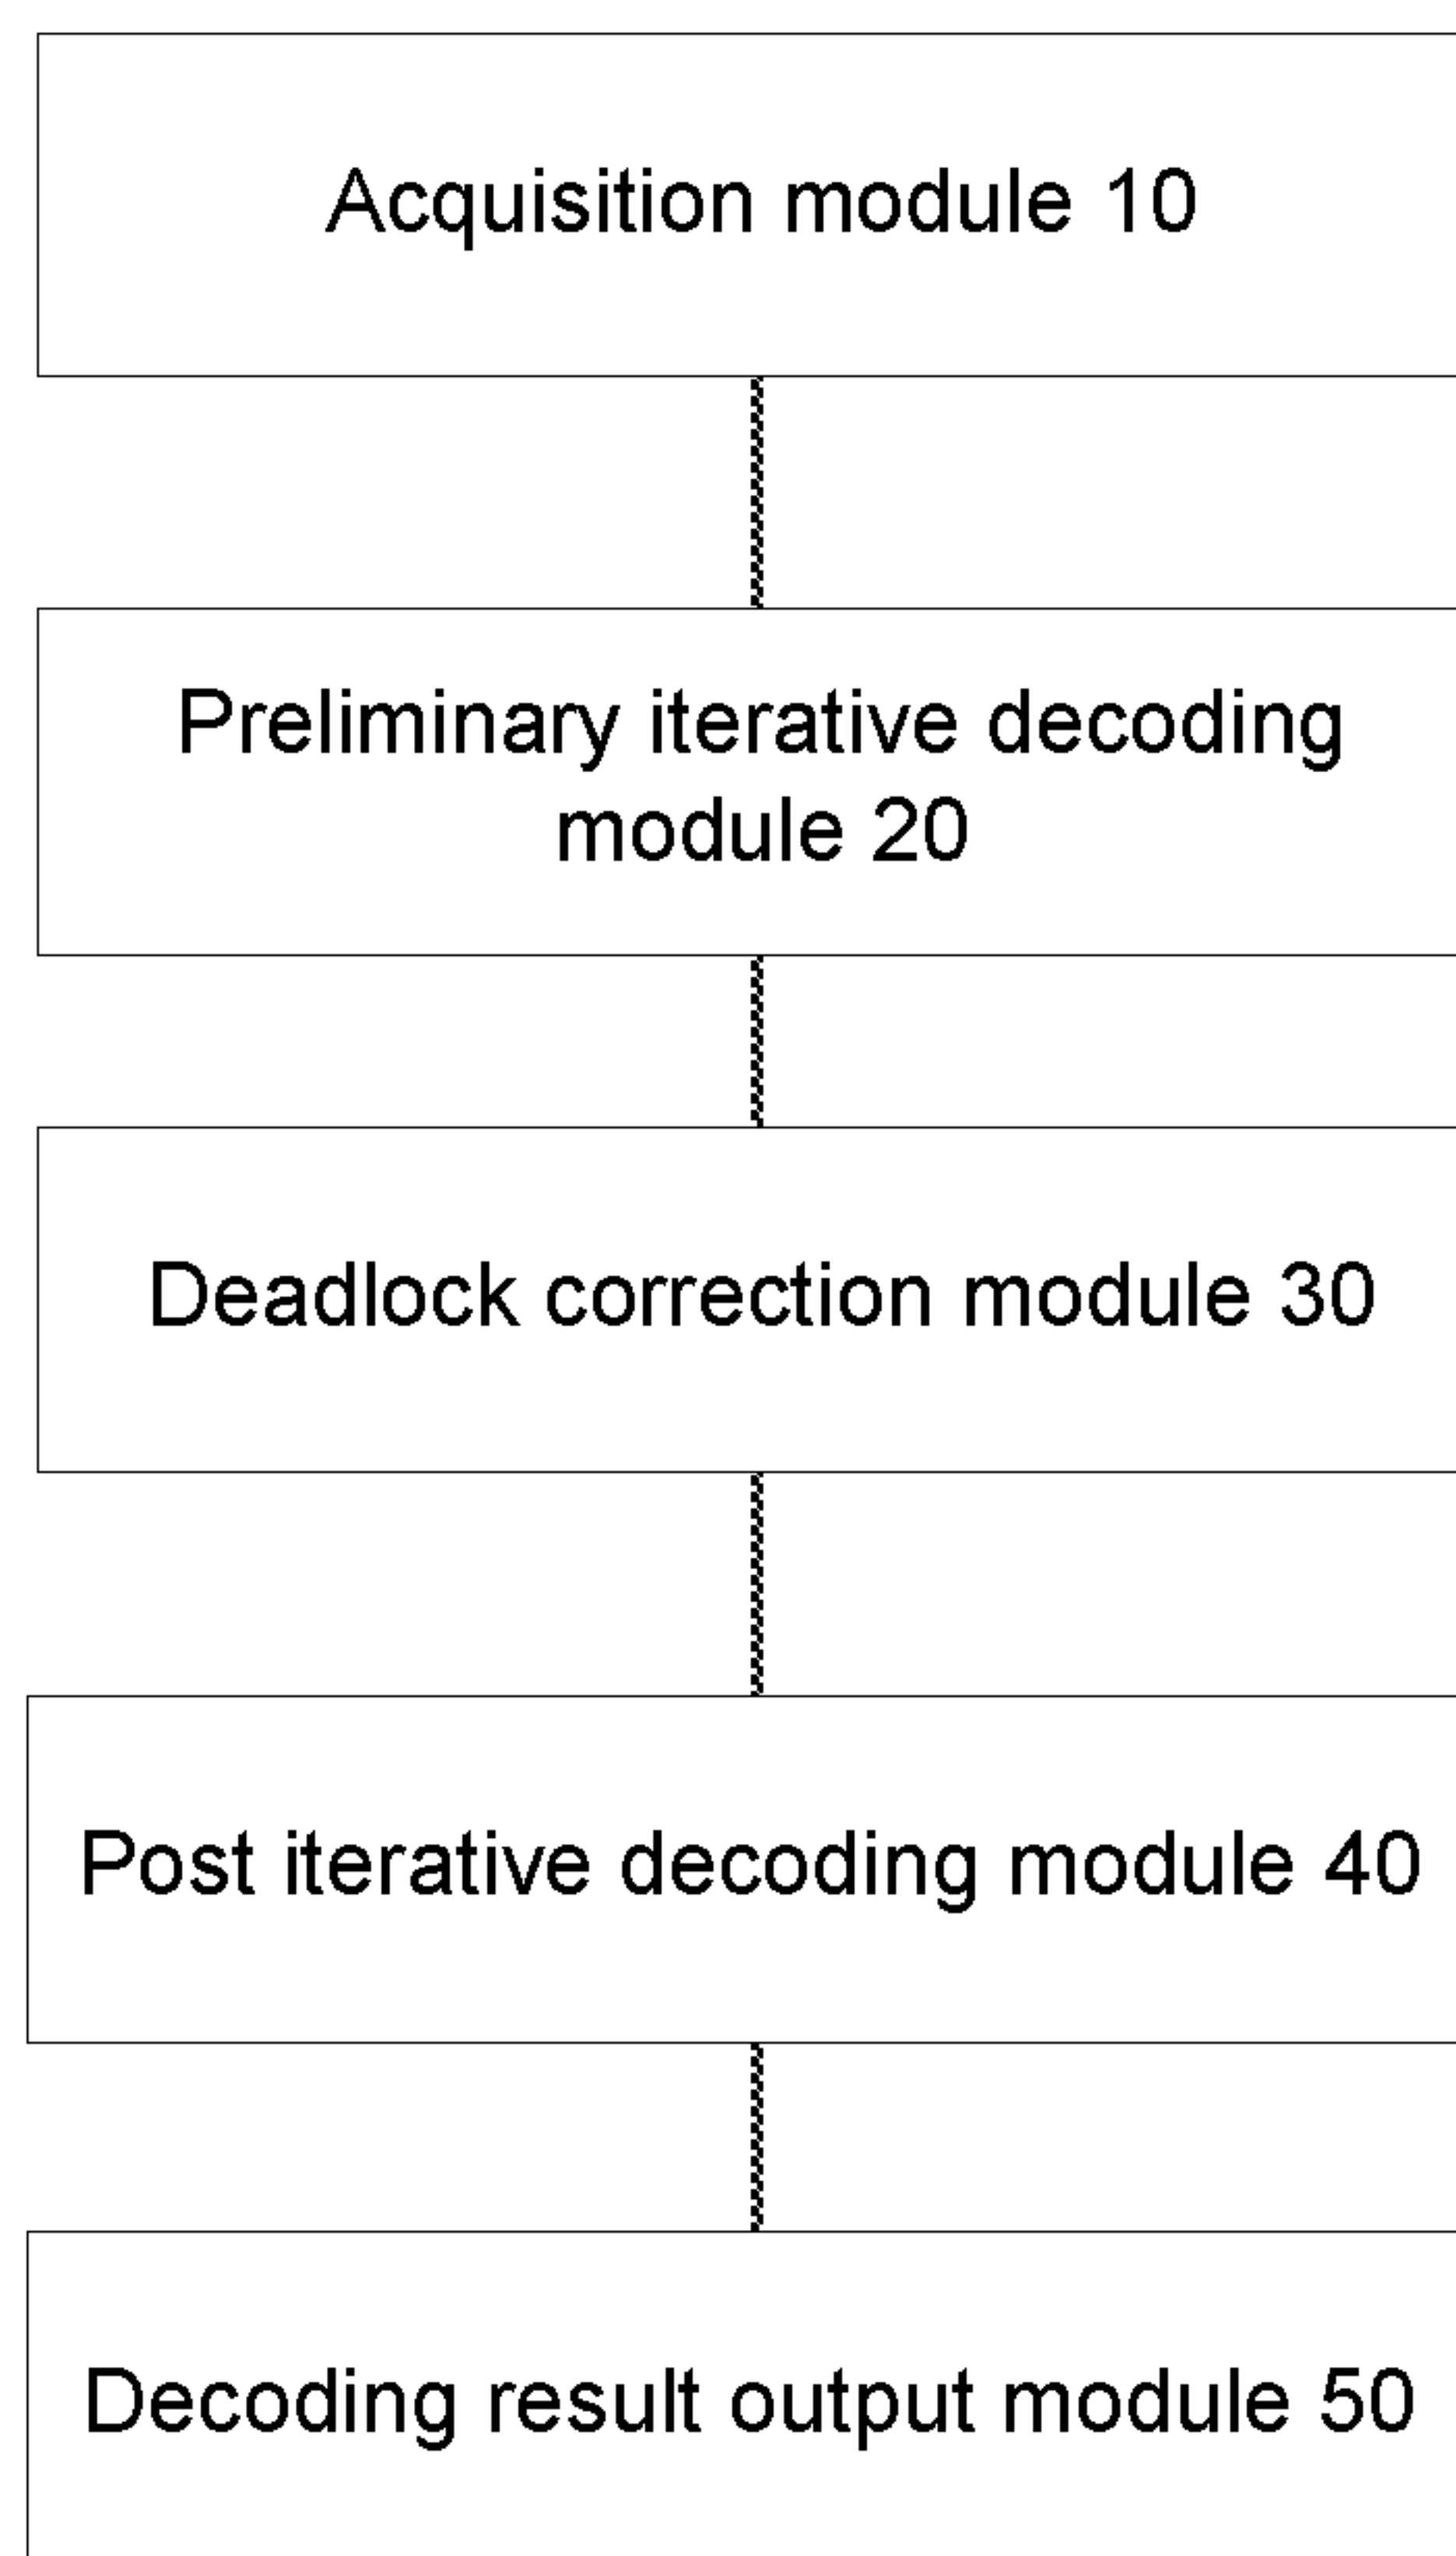 Acquisition module 10
Preliminary iterative decoding
module 20
Deadlock correction module 30
Post iterative decoding module 40
Decoding result output module 50